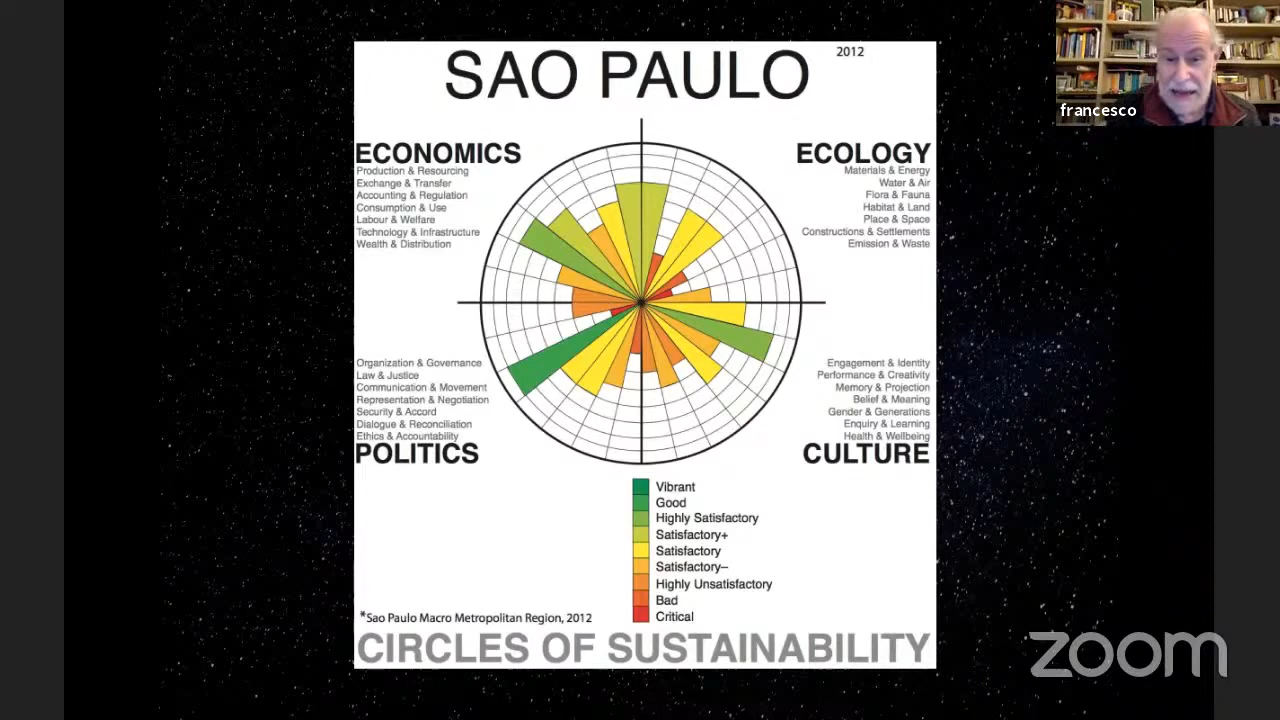 SAO PAULO
2012
francesco
ECONOMICS
Production & Resourcing
Exchange & Transfer
Accounting & Regulation
Consumption & Use
Labour & Welfare
Technology & Infrastructure
Wealth & Distribution
ECOLOGY
Materials & Energy
Water & Air
Flora & Fauna
Habitat & Land
Place & Space
Constructions & Settlements
Emission & Waste
Organization & Governance
Law & Justice
Communication & Movement
Representation & Negotiation
Security & Accord
Dialogue & Reconciliation
Ethics & Accountability
POLITICS
Engagement & Identity
Performance & Creativity
Memory & Projection
Belief & Meaning
Gender & Generations
Enquiry & Learning
Health & Wellbeing
CULTURE
Vibrant
Good
Highly Satisfactory
Satisfactory+
Satisfactory
Satisfactory–
Highly Unsatisfactory
Bad
Critical
*Sao Paulo Macro Metropolitan Region, 2012
CIRCLES OF SUSTAINABILITY
zoom